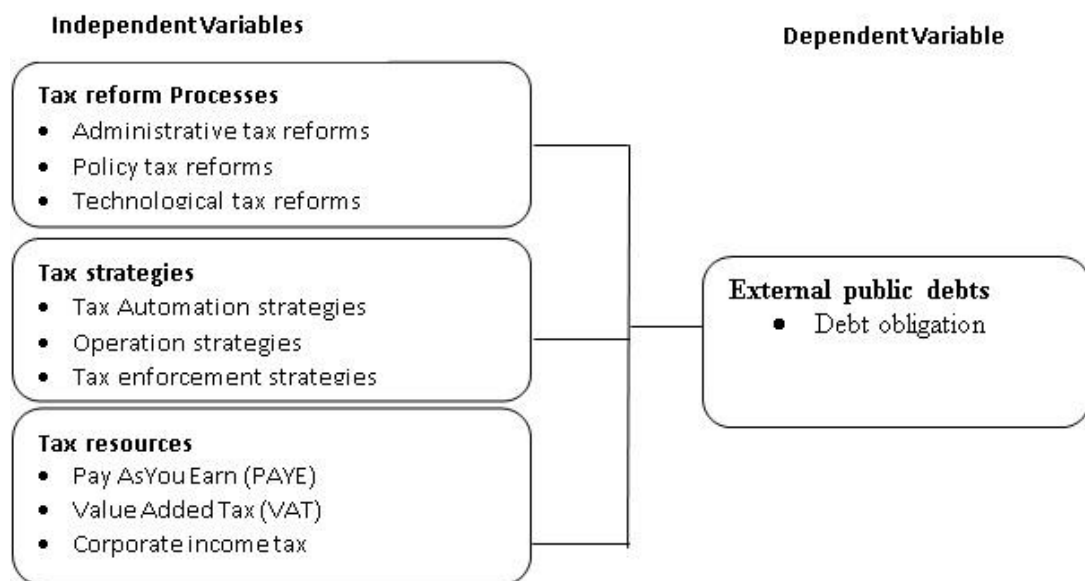 Independent Variables
Dependent Variable
Tax reform Processes
• Administrative tax reforms
• Policy tax reforms
• Technological tax reforms
Tax strategies
• Tax Automation strategies
• Operation strategies
• Tax enforcement strategies
Tax resources
• Pay As You Earn (PAYE)
• Value Added Tax (VAT)
• Corporate income tax
External public debts
• Debt obligation